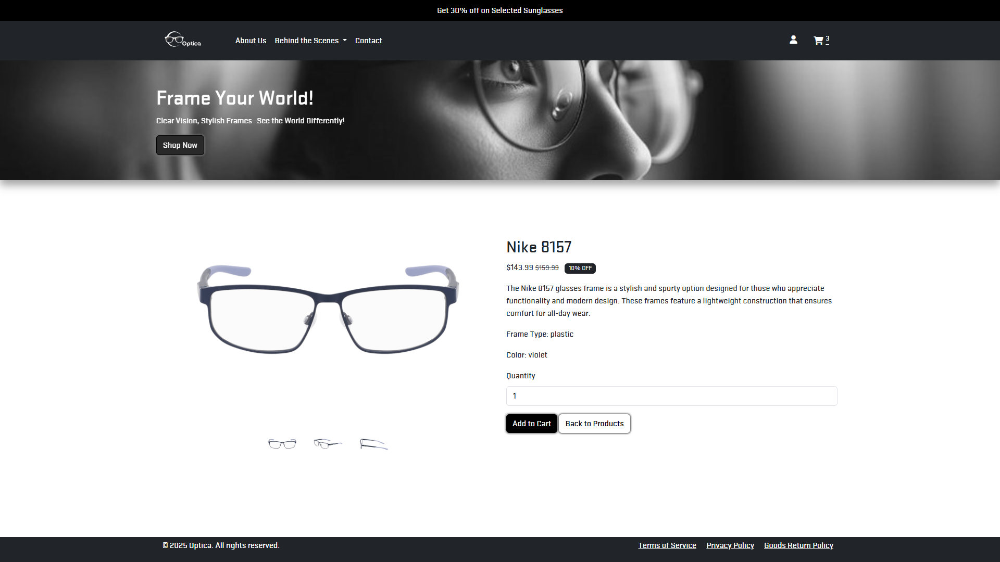 Get 30% off on Selected Sunglasses
Optica
About Us
Behind the Scenes
Contact
3
Frame Your World!
Clear Vision, Stylish Frames—See the World Differently!
Shop Now
Nike 8157
$143.99 $159.99 10% OFF
The Nike 8157 glasses frame is a stylish and sporty option designed for those who appreciate
functionality and modern design. These frames feature a lightweight construction that ensures
comfort for all-day wear.
Frame Type: plastic
Color: violet
Quantity
1
Add to Cart
Back to Products
© 2025 Optica. All rights reserved.
Terms of Service
Privacy Policy
Goods Return Policy